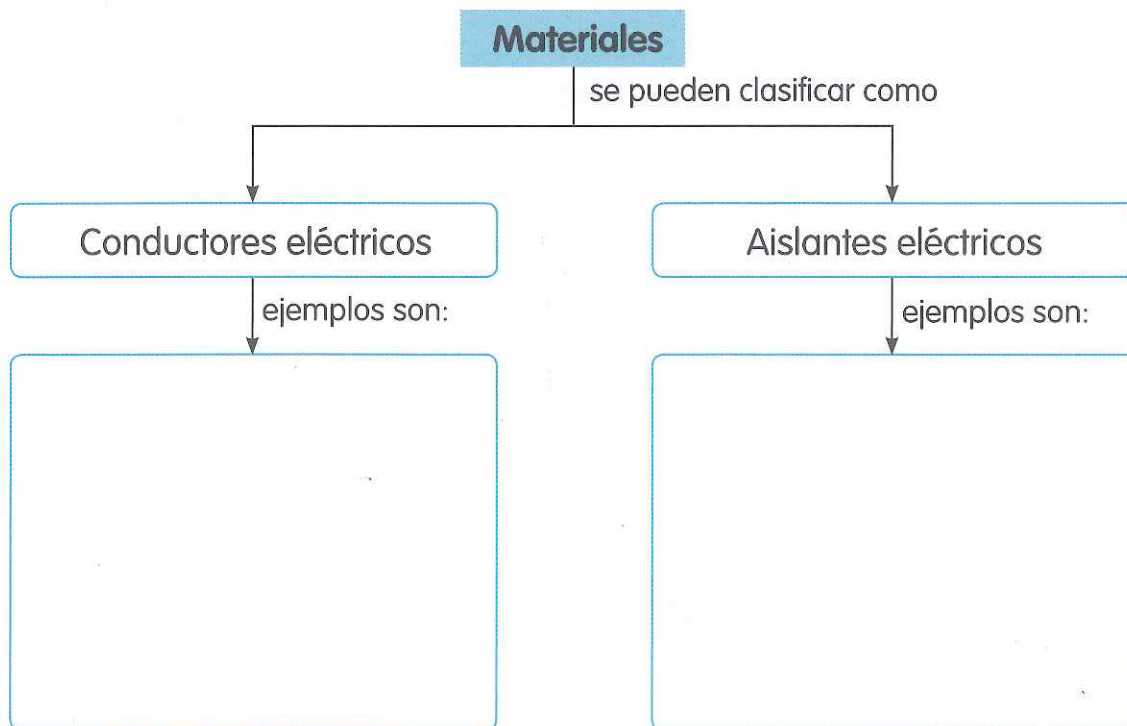 Materiales
se pueden clasificar como
Conductores eléctricos
Aislantes eléctricos
ejemplos son:
ejemplos son: